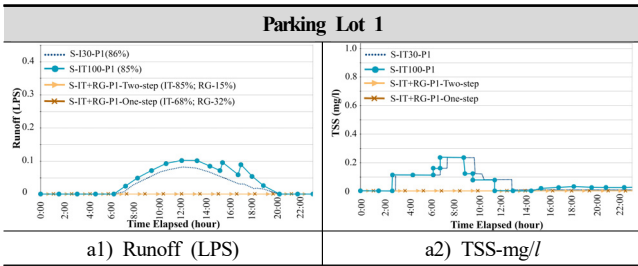 Parking Lot 1
S-I30-P1(86%)
S-IT100-P1 (85%)
S-IT+RG-P1-Two-step (IT-85%; RG-15%)
S-IT+RG-P1-One-step (IT-68%; RG-32%)
Runoff (LPS)
0.4
0.3
0.2
0.1
0
0:00
2:00
4:00
6:00
8:00
10:00
12:00
14:00
16:00
18:00
20:00
22:00
Time Elapsed (hour)
S-IT30-P1
S-IT100-P1
S-IT+RG-P1-Two-step
S-IT+RG-P1-One-step
TSS (mg/l)
1.0
0.8
0.6
0.4
0.2
0
0:00
2:00
4:00
6:00
8:00
10:00
12:00
14:00
16:00
18:00
20:00
22:00
Time Elapsed (hour)
a1) Runoff (LPS)
a2) TSS-mg/l